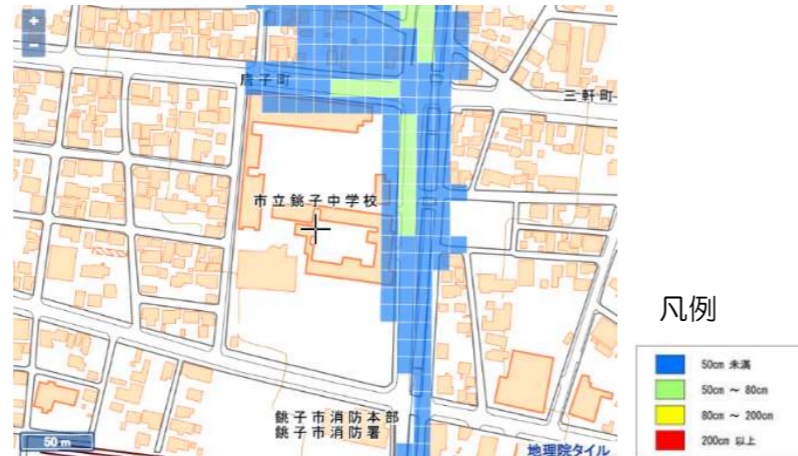 +
−
唐子町
三軒町
市立銚子中学校
銚子市消防本部
銚子市消防署
50 m
地理院タイル
凡例
50cm 未満
50cm ～ 80cm
80cm ～ 200cm
200cm 以上